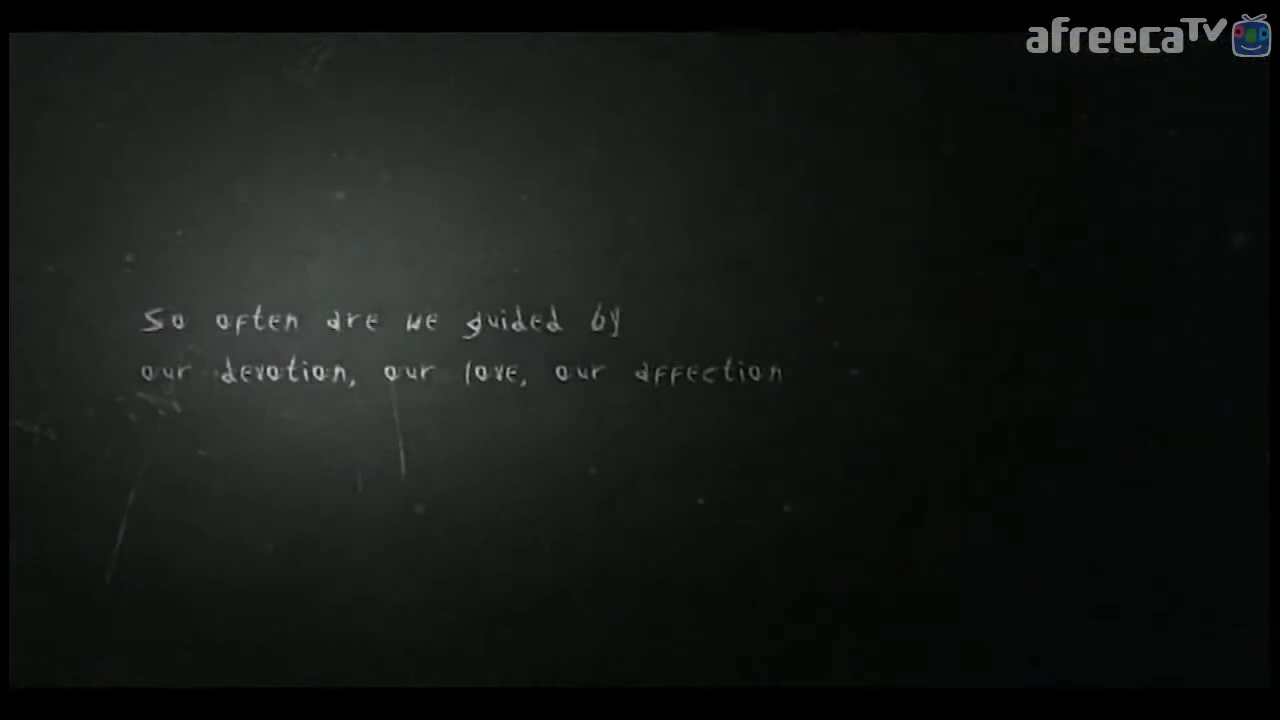 afreecaTV
So often are we guided by
our devotion, our love, our affection